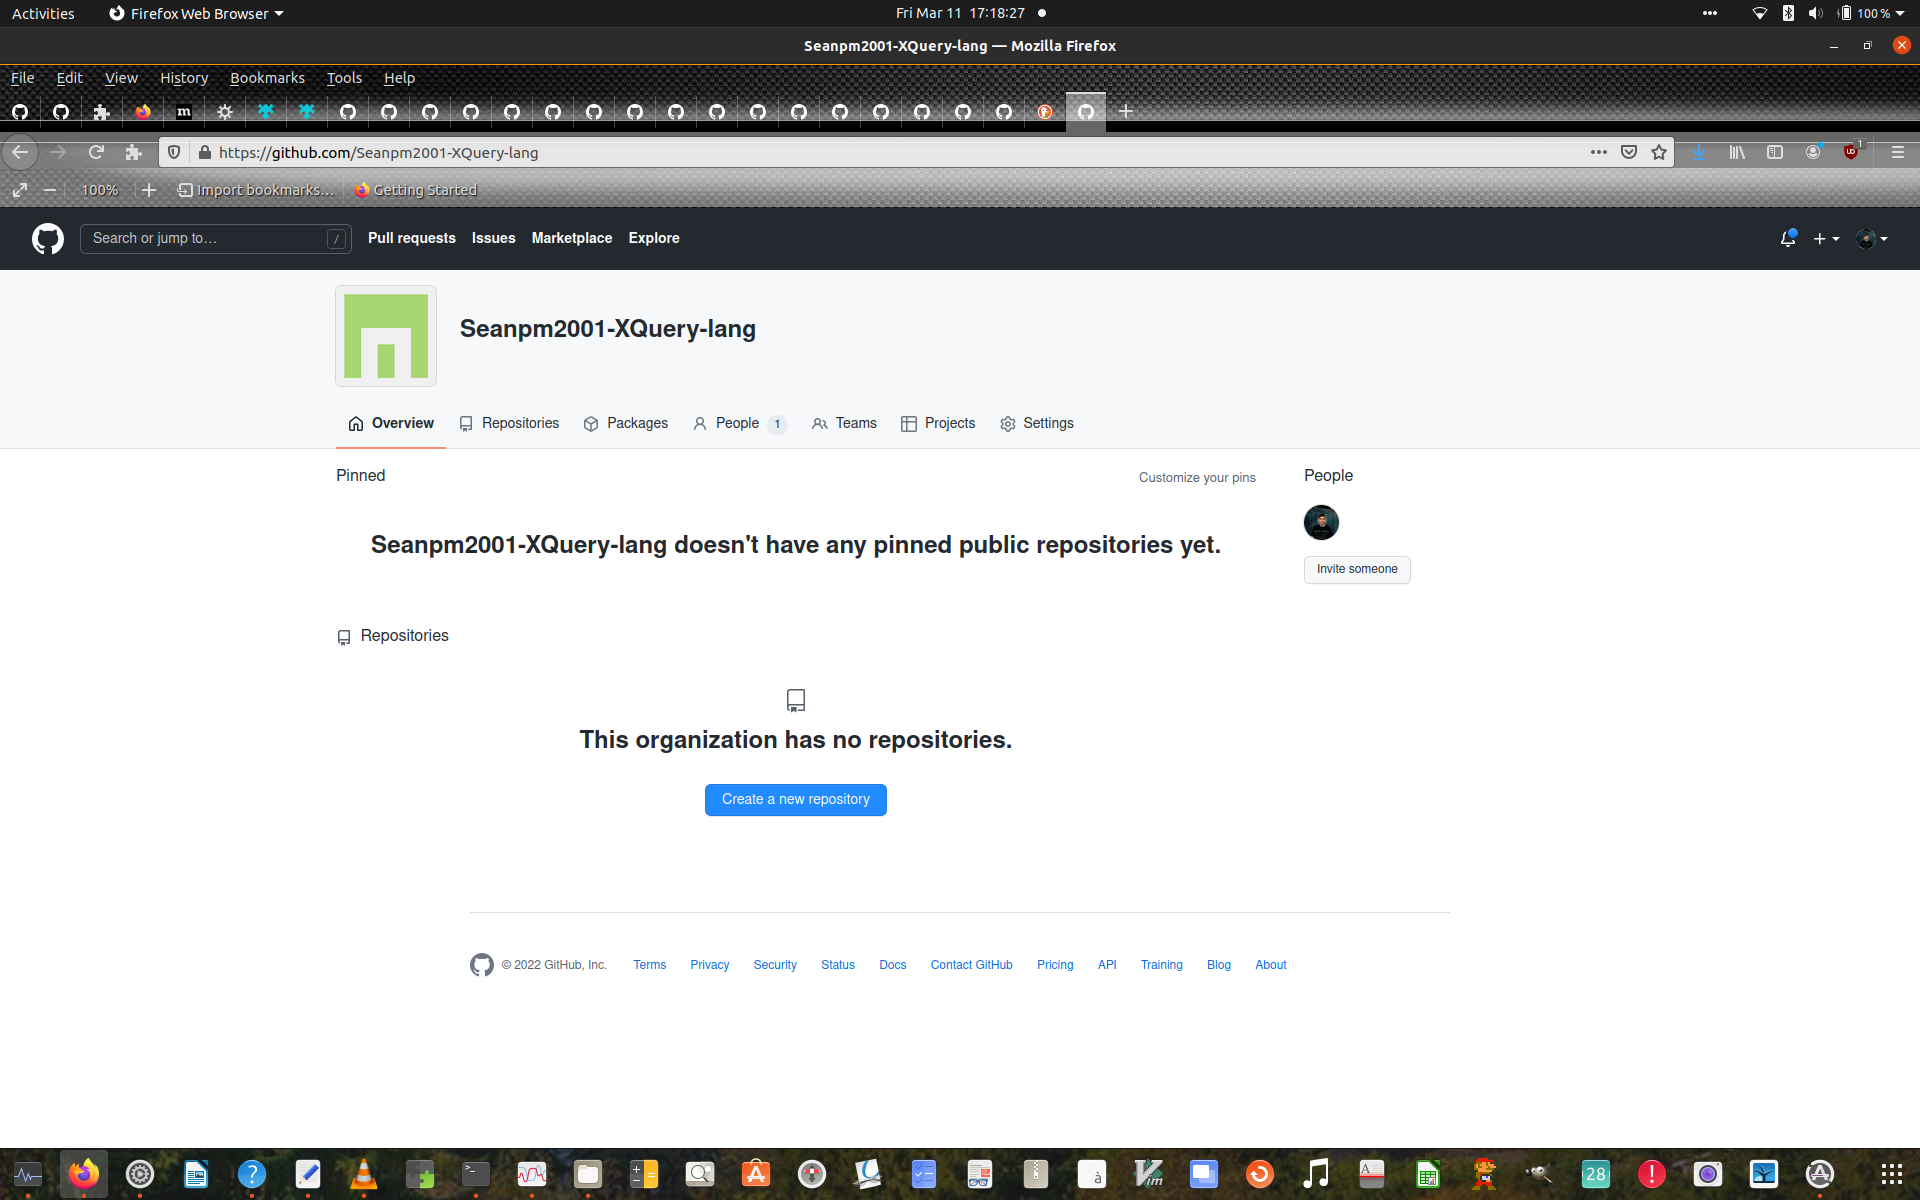 Activities Firefox Web Browser Fri Mar 11 17:18:27 100 %
Seanpm2001-XQuery-lang — Mozilla Firefox
File Edit View History Bookmarks Tools Help
m
https://github.com/Seanpm2001-XQuery-lang 1
100% Import bookmarks... Getting Started
Search or jump to... / Pull requests Issues Marketplace Explore
Seanpm2001-XQuery-lang
Overview Repositories Packages People 1 Teams Projects Settings
Pinned Customize your pins People
Seanpm2001-XQuery-lang doesn't have any pinned public repositories yet.
Invite someone
Repositories
This organization has no repositories.
Create a new repository
© 2022 GitHub, Inc. Terms Privacy Security Status Docs Contact GitHub Pricing API Training Blog About
? >_ à Vim A 28 !